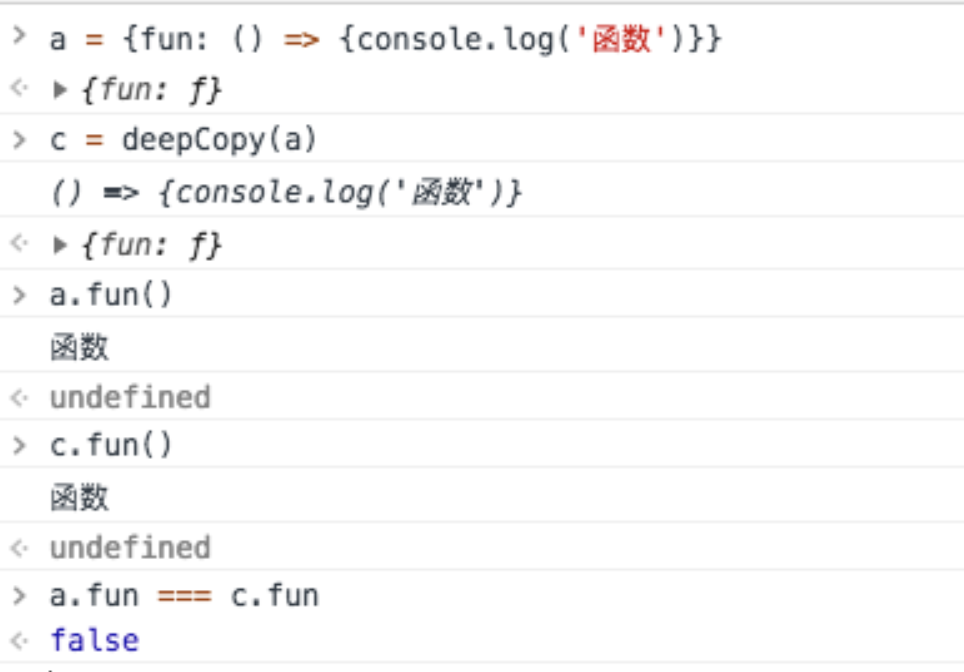 > a = {fun: () => {console.log('函数')}}
<· ▶ {fun: ƒ}
> c = deepCopy(a)
() => {console.log('函数')}
<· ▶ {fun: ƒ}
> a.fun()
函数
<· undefined
> c.fun()
函数
<· undefined
> a.fun === c.fun
<· false